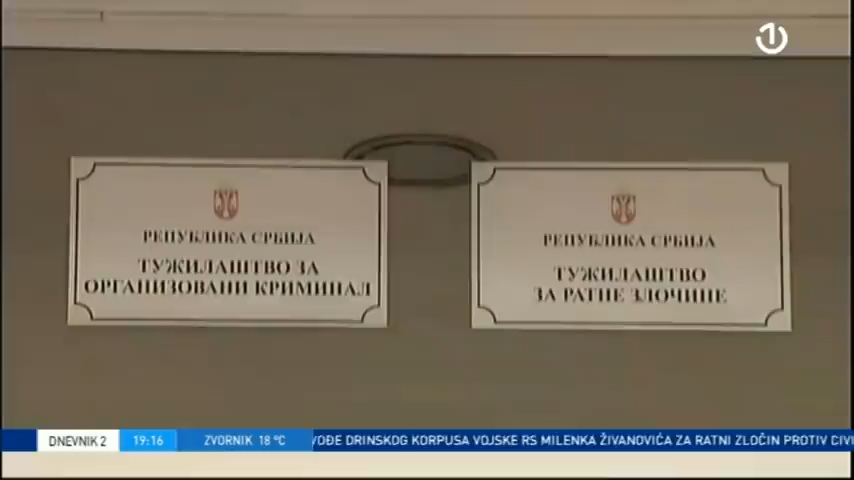 РЕПУБЛИКА СРБИЈА
ТУЖИЛАШТВО ЗА
ОРГАНИЗОВАНИ КРИМИНАЛ
РЕПУБЛИКА СРБИЈА
ТУЖИЛАШТВО
ЗА РАТНЕ ЗЛОЧИНЕ
DNEVNIK 2 19:16 ZVORNIK 18 °C VOĐE DRINSKOG KORPUSA VOJSKE RS MILENKA ŽIVANOVIĆA ZA RATNI ZLOČIN PROTIV CIVI